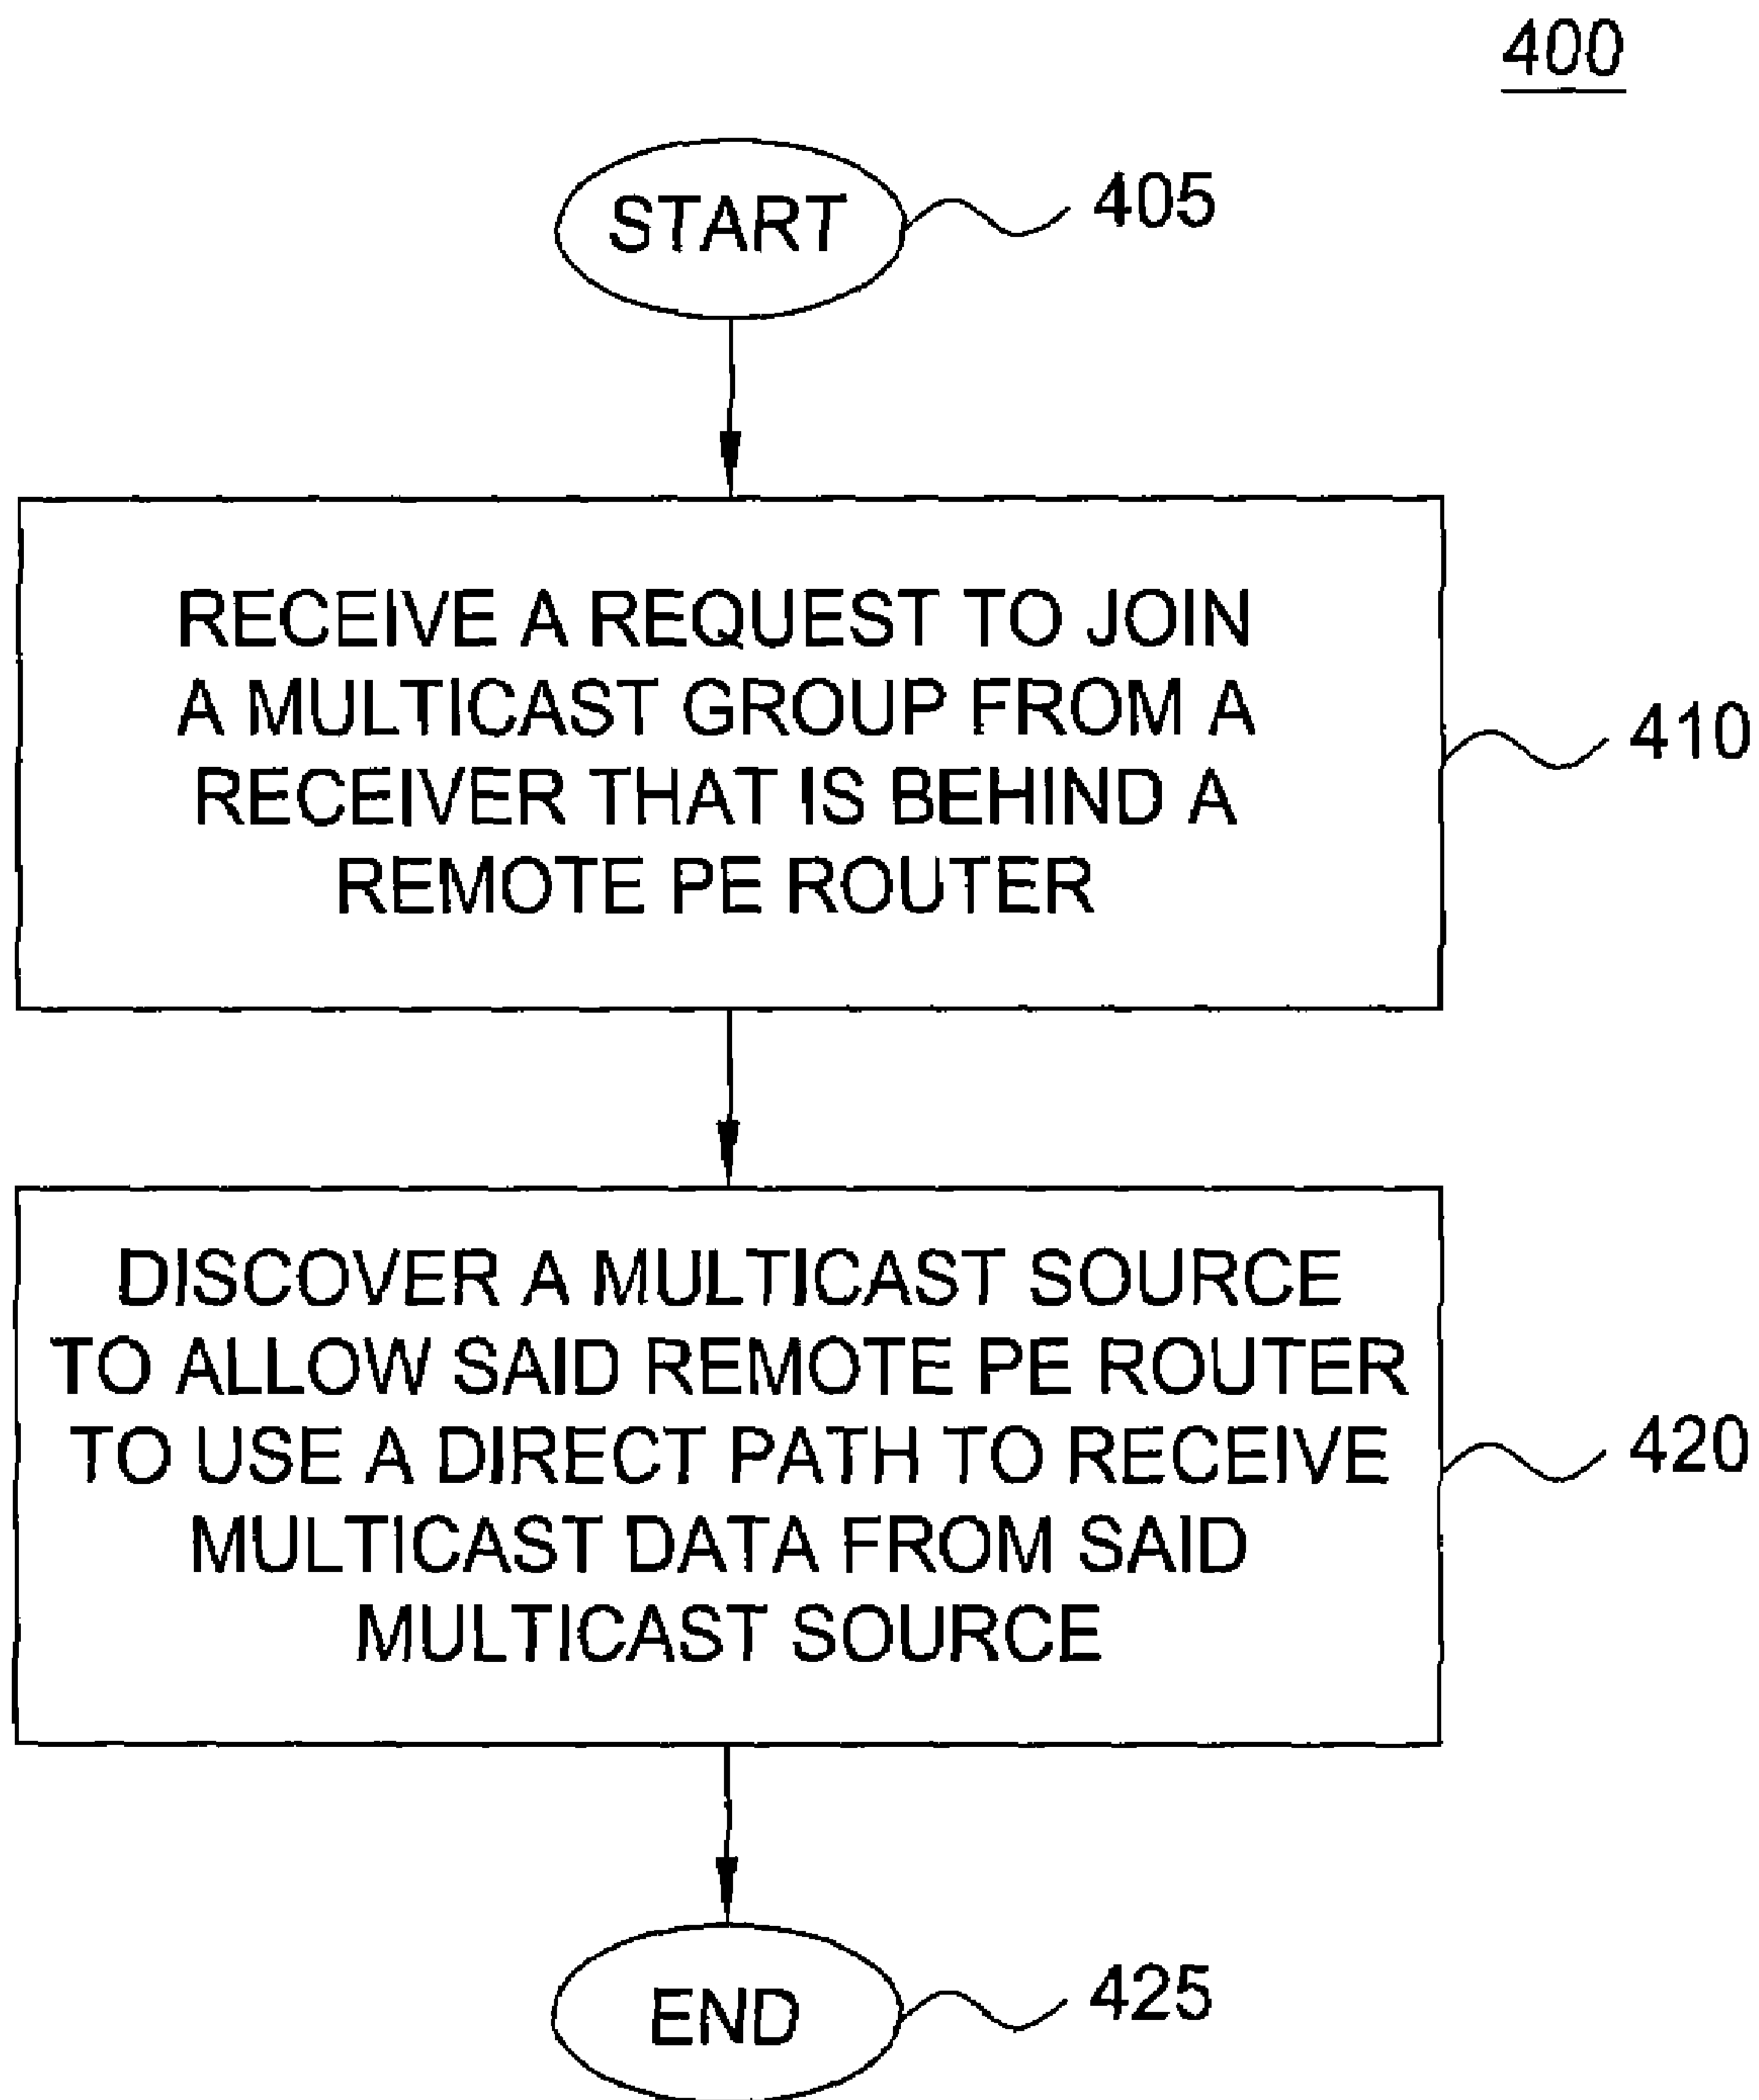 400
START
405
RECEIVE A REQUEST TO JOIN
A MULTICAST GROUP FROM A
RECEIVER THAT IS BEHIND A
REMOTE PE ROUTER
410
DISCOVER A MULTICAST SOURCE
TO ALLOW SAID REMOTE PE ROUTER
TO USE A DIRECT PATH TO RECEIVE
MULTICAST DATA FROM SAID
MULTICAST SOURCE
420
END
425